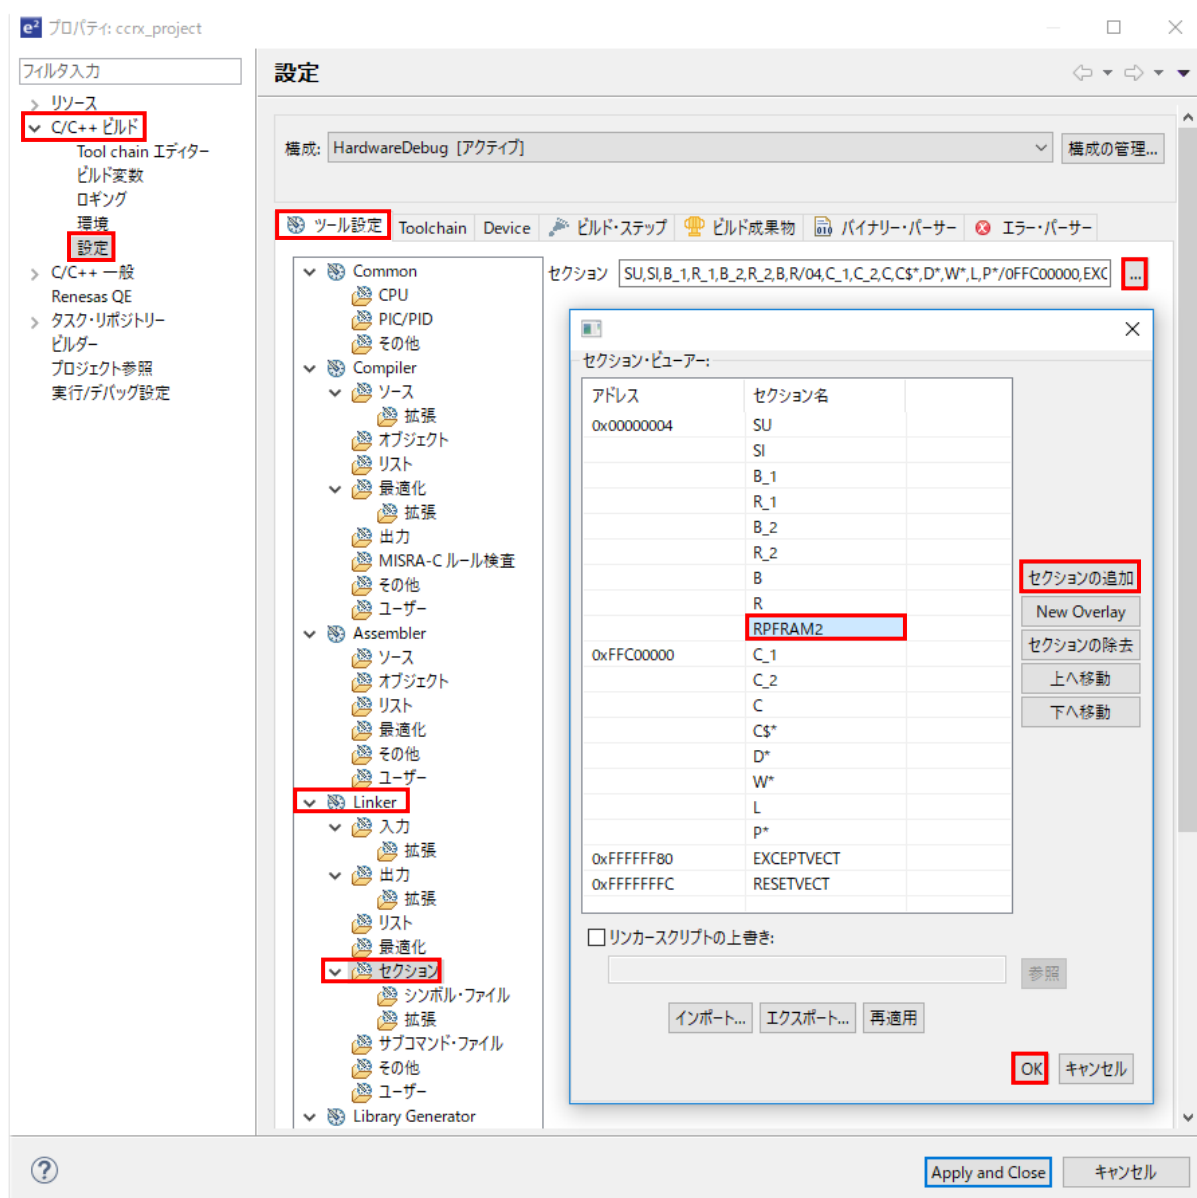 e² プロパティ: ccrx_project
フィルタ入力
設定
リソース
C/C++ ビルド
Tool chain エディター
ビルド変数
ロギング
環境
設定
C/C++ 一般
Renesas QE
タスク・リポジトリー
ビルダー
プロジェクト参照
実行/デバッグ設定
構成: HardwareDebug [アクティブ] 構成の管理...
ツール設定 Toolchain Device ビルド・ステップ ビルド成果物 バイナリー・パーサー エラー・パーサー
Common
CPU
PIC/PID
その他
Compiler
ソース
拡張
オブジェクト
リスト
最適化
拡張
出力
MISRA-C ルール検査
その他
ユーザー
Assembler
ソース
オブジェクト
リスト
最適化
その他
ユーザー
Linker
入力
拡張
出力
拡張
リスト
最適化
セクション
シンボル・ファイル
拡張
サブコマンド・ファイル
その他
ユーザー
Library Generator
セクション SU,SI,B_1,R_1,B_2,R_2,B,R/04,C_1,C_2,C,C$*,D*,W*,L,P*/0FFC00000,EXC ...
セクション・ビューアー:
アドレス セクション名
0x00000004 SU
SI
B_1
R_1
B_2
R_2
B
R
RPFRAM2
0xFFC00000 C_1
C_2
C
C$*
D*
W*
L
P*
0xFFFFFF80 EXCEPTVECT
0xFFFFFFFC RESETVECT
セクションの追加
New Overlay
セクションの除去
上へ移動
下へ移動
リンカースクリプトの上書き:
参照
インポート... エクスポート... 再適用
OK キャンセル
Apply and Close キャンセル